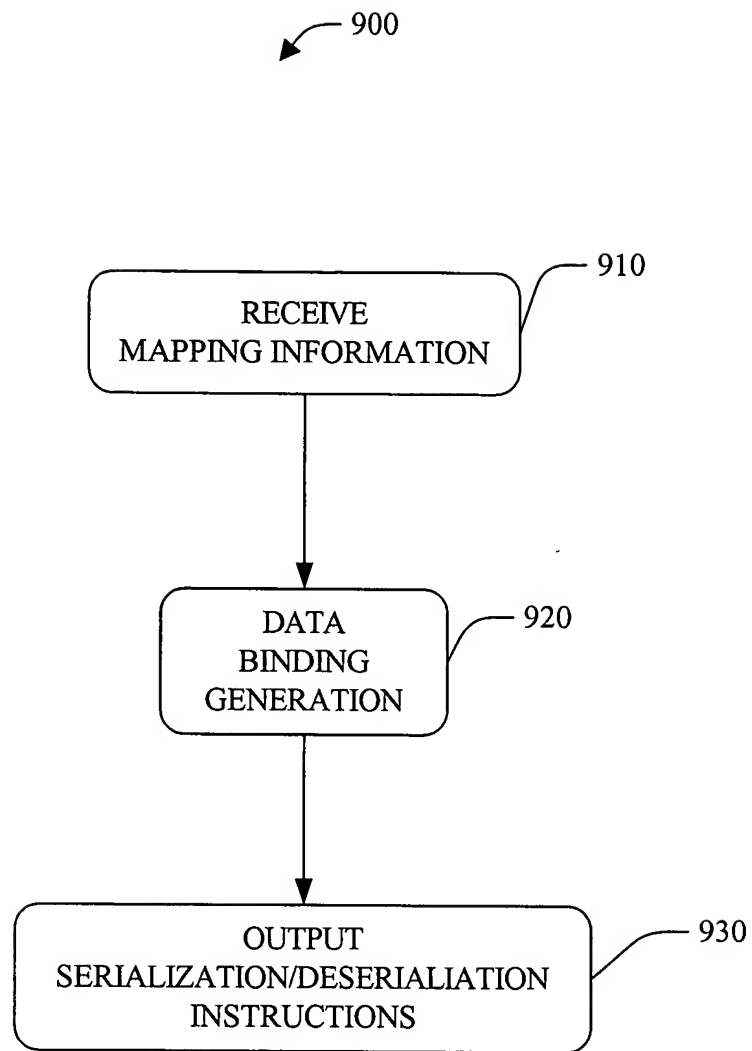 900
910
RECEIVE
MAPPING INFORMATION
920
DATA
BINDING
GENERATION
930
OUTPUT
SERIALIZATION/DESERIALIATION
INSTRUCTIONS